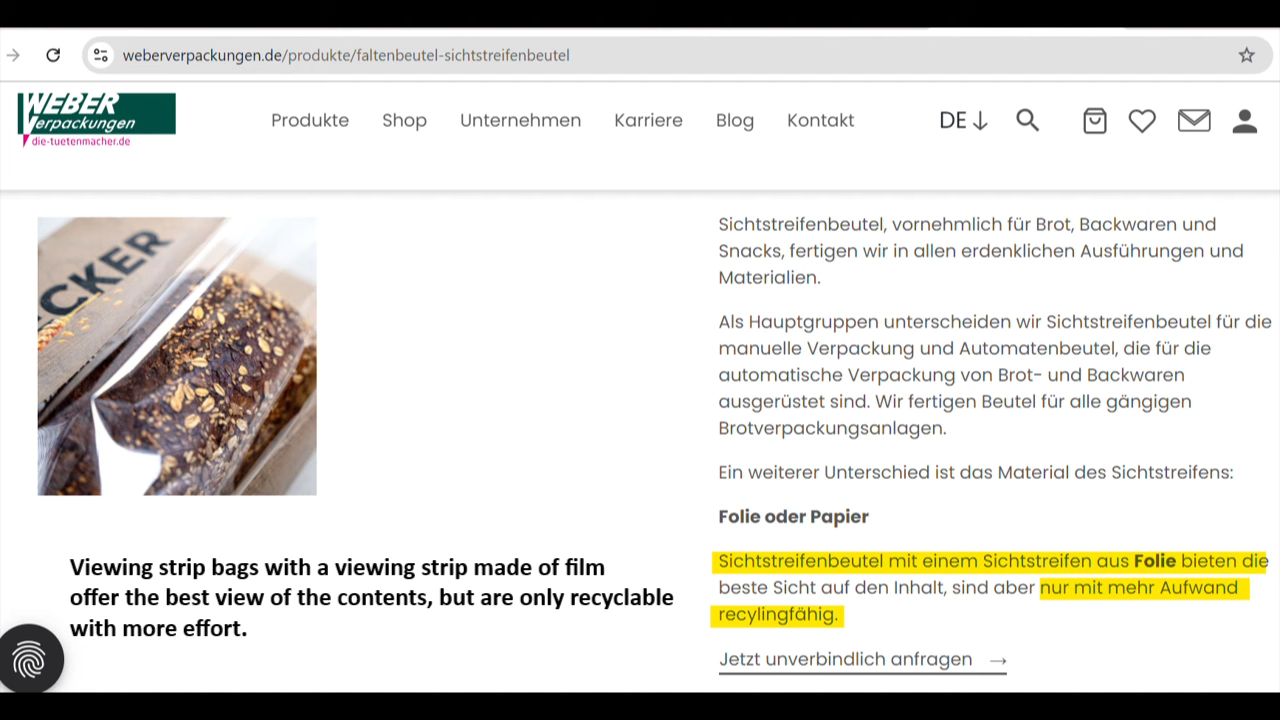 weberverpackungen.de/produkte/faltenbeutel-sichtstreifenbeutel
WEBER
Verpackungen
die-tuetenmacher.de
Produkte Shop Unternehmen Karriere Blog Kontakt DE↓
CKER
Sichtstreifenbeutel, vornehmlich für Brot, Backwaren und
Snacks, fertigen wir in allen erdenklichen Ausführungen und
Materialien.
Als Hauptgruppen unterscheiden wir Sichtstreifenbeutel für die
manuelle Verpackung und Automatenbeutel, die für die
automatische Verpackung von Brot- und Backwaren
ausgerüstet sind. Wir fertigen Beutel für alle gängigen
Brotverpackungsanlagen.
Ein weiterer Unterschied ist das Material des Sichtstreifens:
Folie oder Papier
Sichtstreifenbeutel mit einem Sichtstreifen aus Folie bieten die
beste Sicht auf den Inhalt, sind aber nur mit mehr Aufwand
recylingfähig.
Jetzt unverbindlich anfragen →
Viewing strip bags with a viewing strip made of film
offer the best view of the contents, but are only recyclable
with more effort.